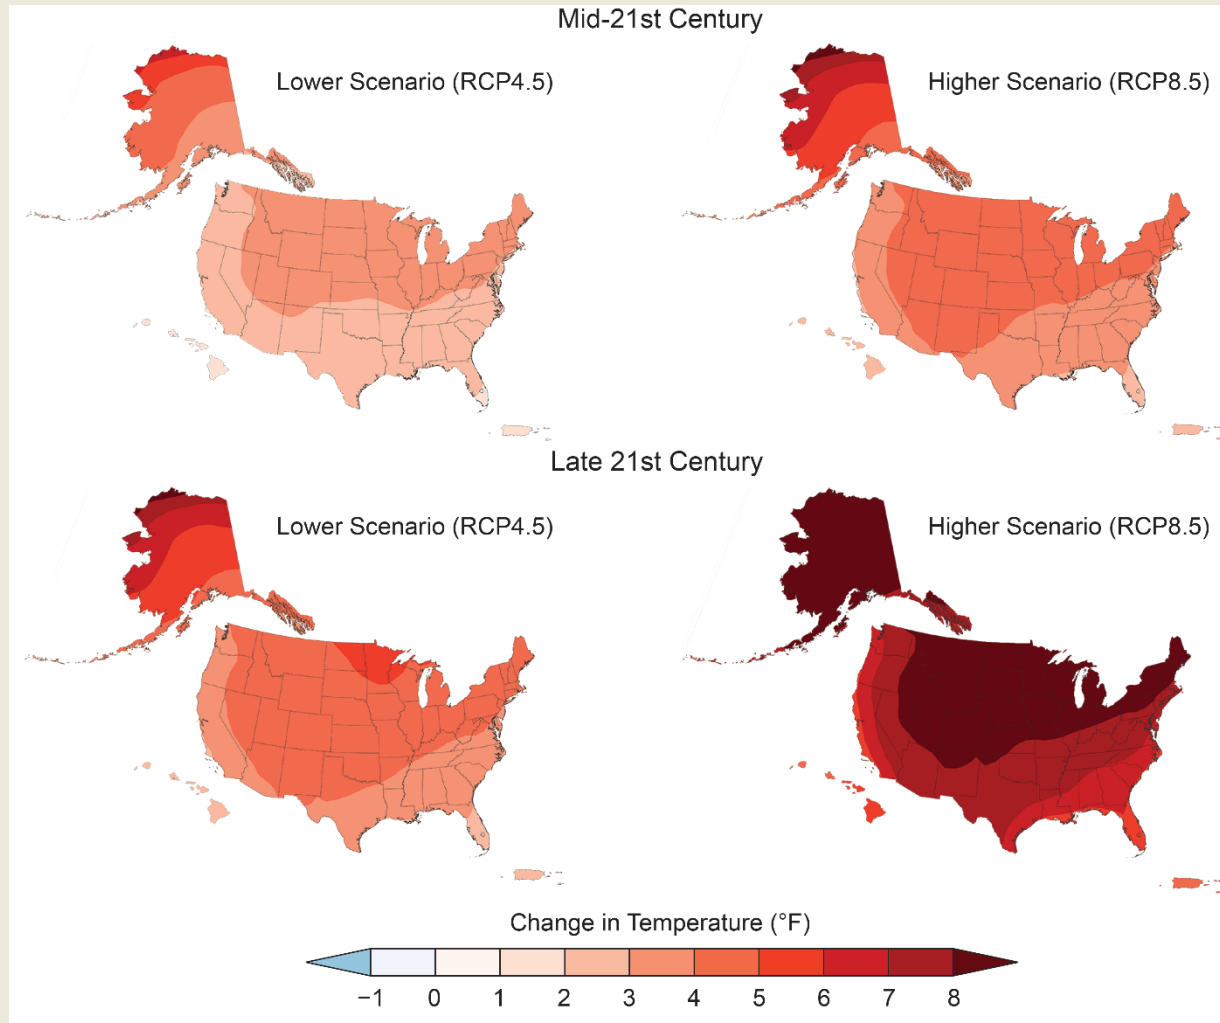 Mid-21st Century
Lower Scenario (RCP4.5)
Higher Scenario (RCP8.5)
Late 21st Century
Lower Scenario (RCP4.5)
Higher Scenario (RCP8.5)
Change in Temperature (°F)
−1 0 1 2 3 4 5 6 7 8